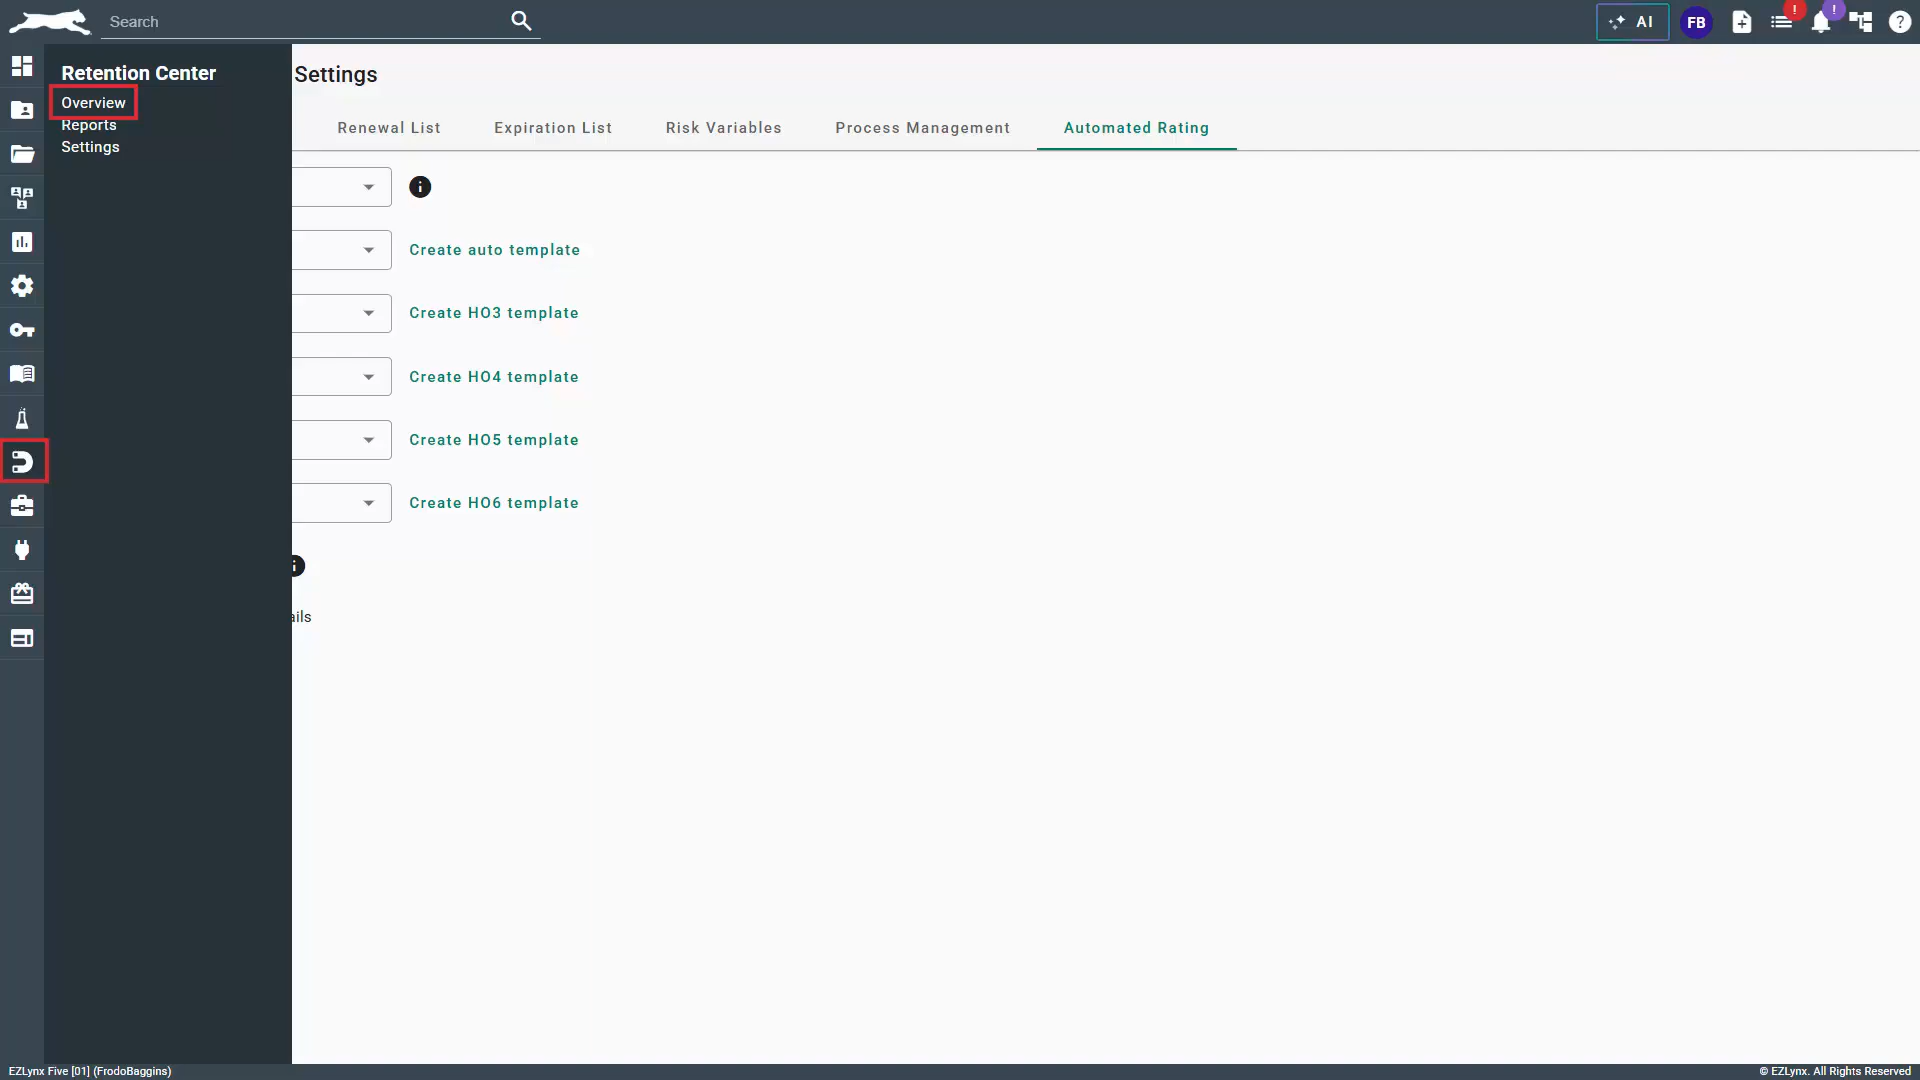 Search
AI
FB
!
!
?
Retention Center
Overview
Reports
Settings
Settings
Renewal List
Expiration List
Risk Variables
Process Management
Automated Rating
i
Create auto template
Create HO3 template
Create HO4 template
Create HO5 template
Create HO6 template
i
ails
EZLynx Five [01] (FrodoBaggins)
© EZLynx. All Rights Reserved